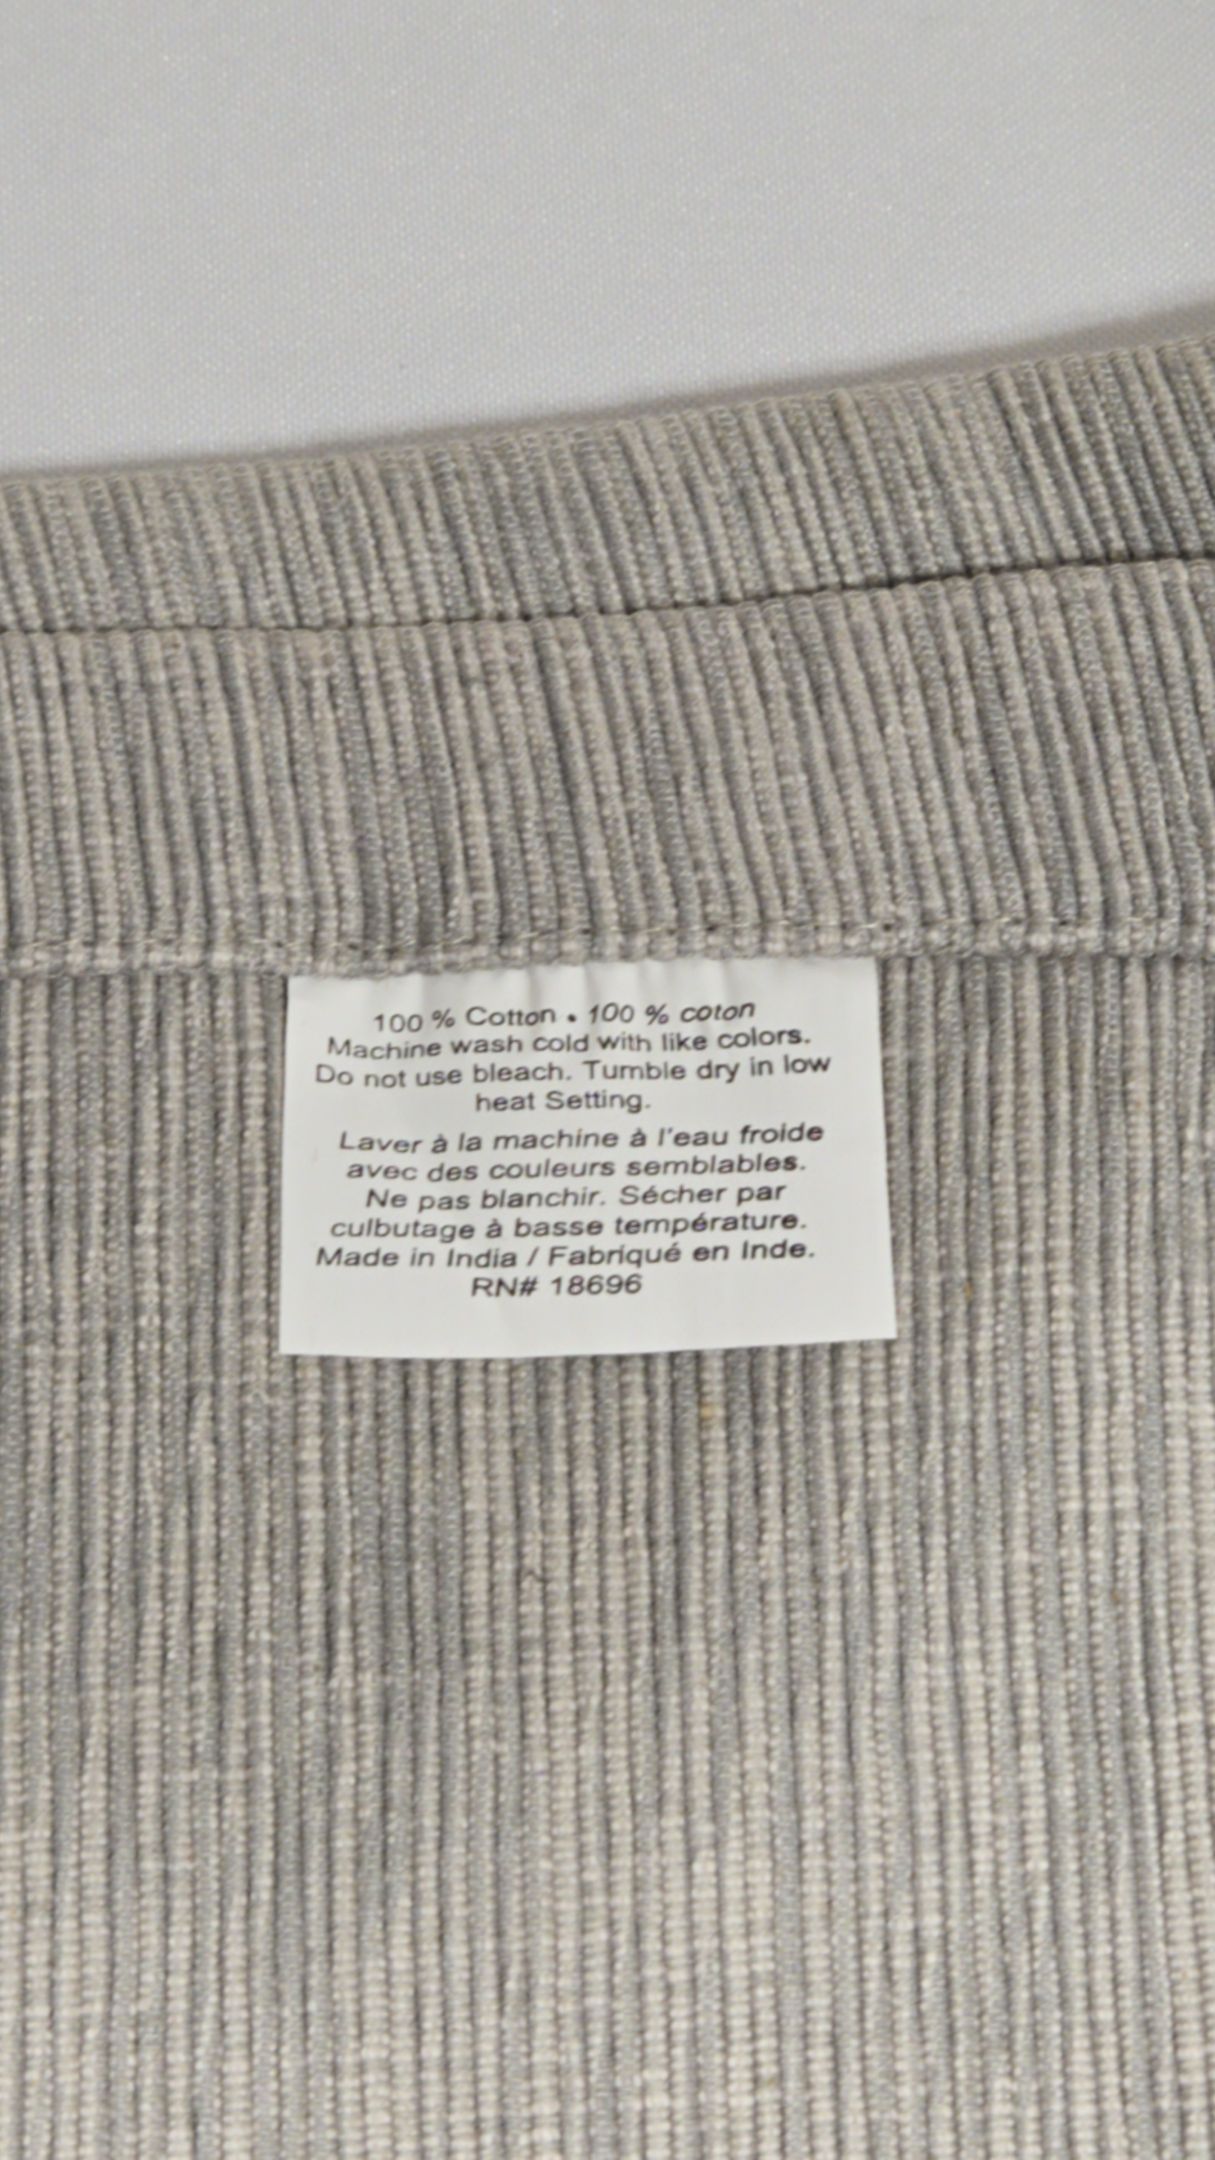 100 % Cotton • 100 % coton
Machine wash cold with like colors.
Do not use bleach. Tumble dry in low
heat Setting.
Laver à la machine à l'eau froide
avec des couleurs semblables.
Ne pas blanchir. Sécher par
culbutage à basse température.
Made in India / Fabriqué en Inde.
RN# 18696